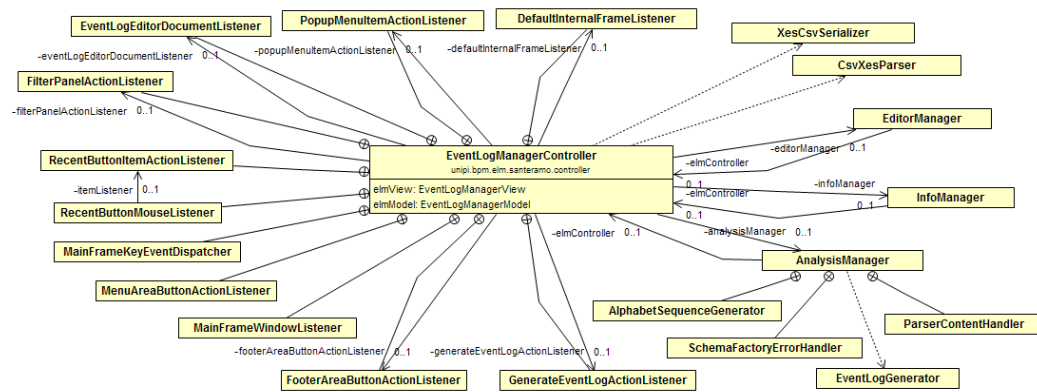 EventLogEditorDocumentListener
PopupMenuItemActionListener
DefaultInternalFrameListener
XesCsvSerializer
-eventLogEditorDocumentListener 0..1
-popupMenuItemActionListener 0..1
-defaultInternalFrameListener 0..1
CsvXesParser
FilterPanelActionListener
-filterPanelActionListener 0..1
EditorManager
-editorManager 0..1
EventLogManagerController
unipi.bpm.elm.santeramo.controller
elmView: EventLogManagerView
elmModel: EventLogManagerModel
-elmController 0..1
RecentButtonItemActionListener
-itemListener 0..1
-infoManager 0..1
-elmController 0..1
InfoManager
RecentButtonMouseListener
-elmController 0..1
-analysisManager 0..1
MainFrameKeyEventDispatcher
AnalysisManager
MenuAreaButtonActionListener
AlphabetSequenceGenerator
MainFrameWindowListener
ParserContentHandler
SchemaFactoryErrorHandler
-footerAreaButtonActionListener 0..1
-generateEventLogActionListener 0..1
FooterAreaButtonActionListener
GenerateEventLogActionListener
EventLogGenerator